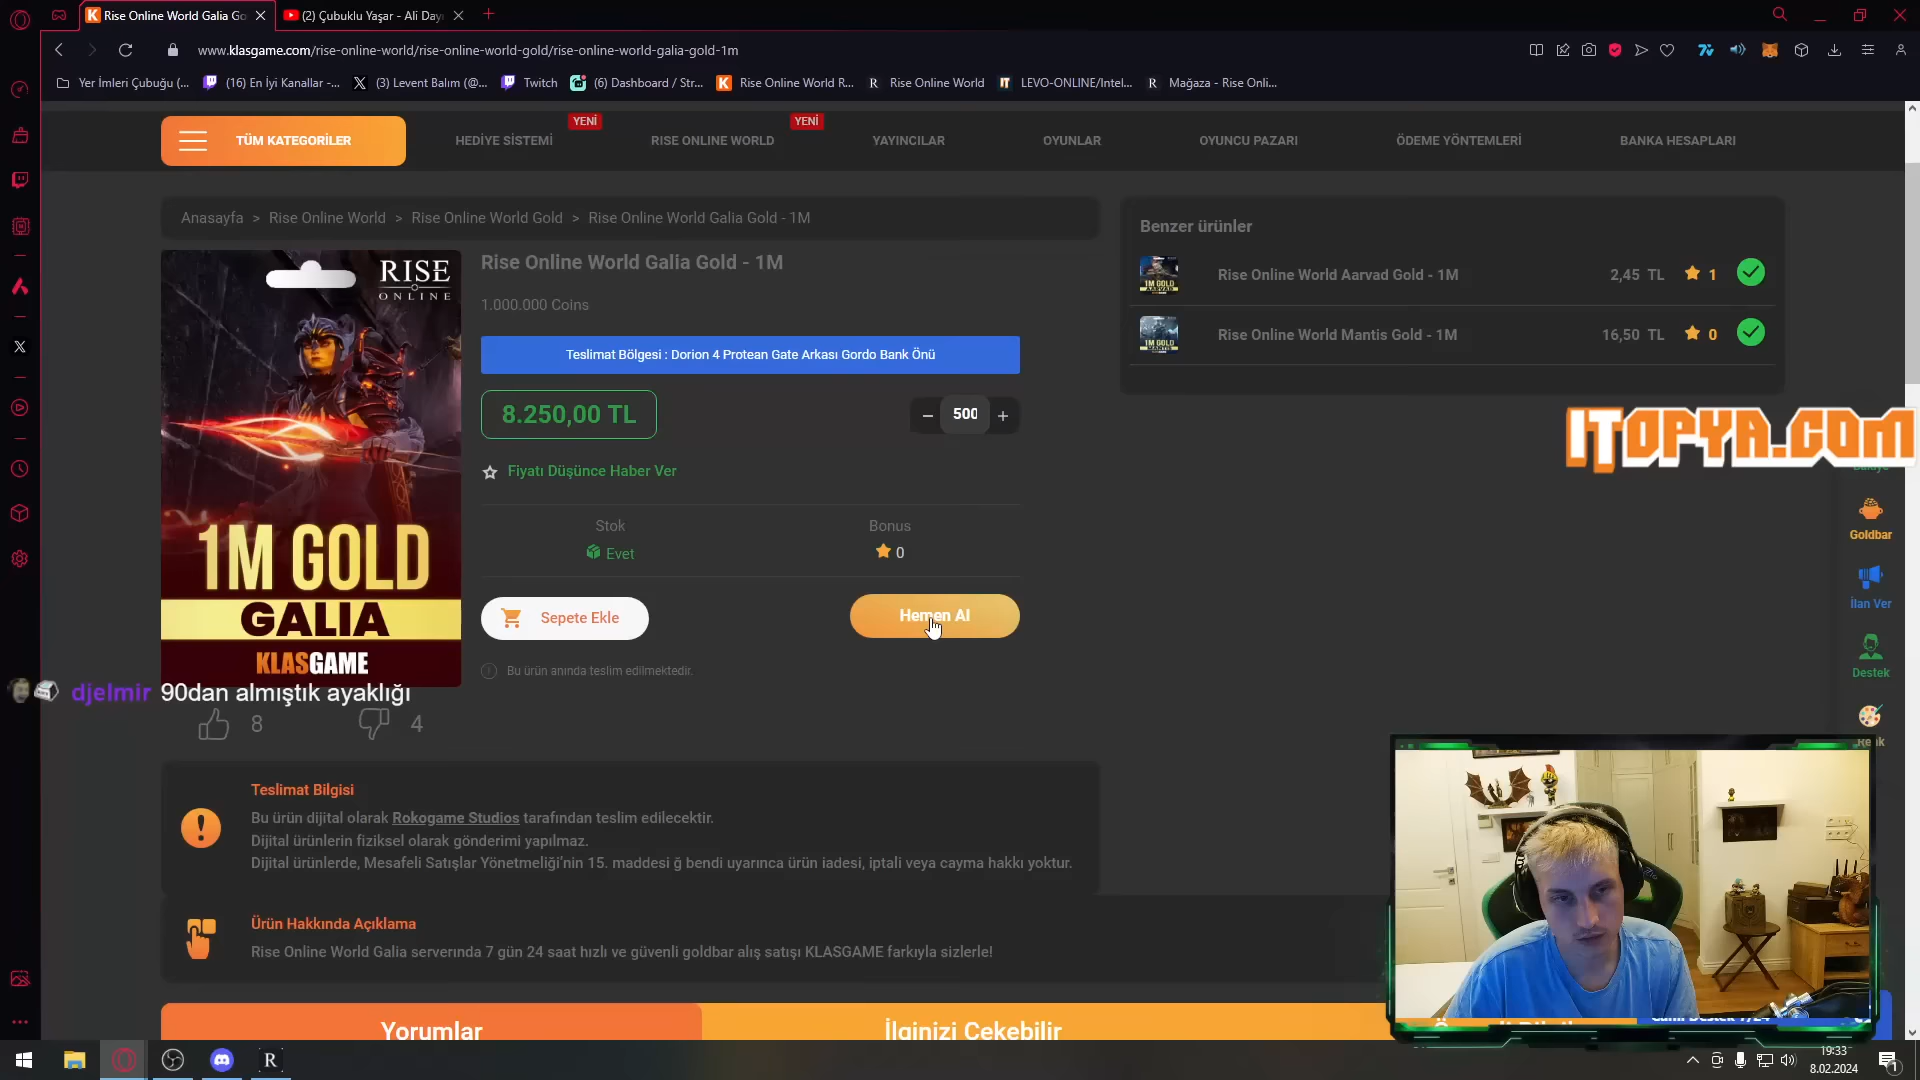 Rise Online World Galia Go
(2) Çubuklu Yaşar - Ali Dayı
www.klasgame.com/rise-online-world/rise-online-world-gold/rise-online-world-galia-gold-1m
Yer İmleri Çubuğu (...
(16) En İyi Kanallar -...
(3) Levent Balım (@...
Twitch
(6) Dashboard / Str...
Rise Online World R...
Rise Online World
LEVO-ONLINE/Intel...
Mağaza - Rise Onli...
TÜM KATEGORİLER
HEDİYE SİSTEMİ
YENİ
RISE ONLINE WORLD
YENİ
YAYINCILAR
OYUNLAR
OYUNCU PAZARI
ÖDEME YÖNTEMLERİ
BANKA HESAPLARI
Anasayfa > Rise Online World > Rise Online World Gold > Rise Online World Galia Gold - 1M
RISE
ONLINE
1M GOLD
GALIA
KLASGAME
Rise Online World Galia Gold - 1M
1.000.000 Coins
Teslimat Bölgesi : Dorion 4 Protean Gate Arkası Gordo Bank Önü
8.250,00 TL
- 500 +
Fiyatı Düşünce Haber Ver
Stok
Evet
Bonus
0
Sepete Ekle
Hemen Al
Bu ürün anında teslim edilmektedir.
Benzer ürünler
Rise Online World Aarvad Gold - 1M 2,45 TL 1
Rise Online World Mantis Gold - 1M 16,50 TL 0
ITOPYA.COM
Goldbar
İlan Ver
Destek
Renk
djelmir 90dan almıştık ayaklığı
8
4
Teslimat Bilgisi
Bu ürün dijital olarak Rokogame Studios tarafından teslim edilecektir.
Dijital ürünlerin fiziksel olarak gönderimi yapılmaz.
Dijital ürünlerde, Mesafeli Satışlar Yönetmeliği'nin 15. maddesi ğ bendi uyarınca ürün iadesi, iptali veya cayma hakkı yoktur.
Ürün Hakkında Açıklama
Rise Online World Galia serverında 7 gün 24 saat hızlı ve güvenli goldbar alış satışı KLASGAME farkıyla sizlerle!
Yorumlar
İlginizi Çekebilir
19:33
8.02.2024